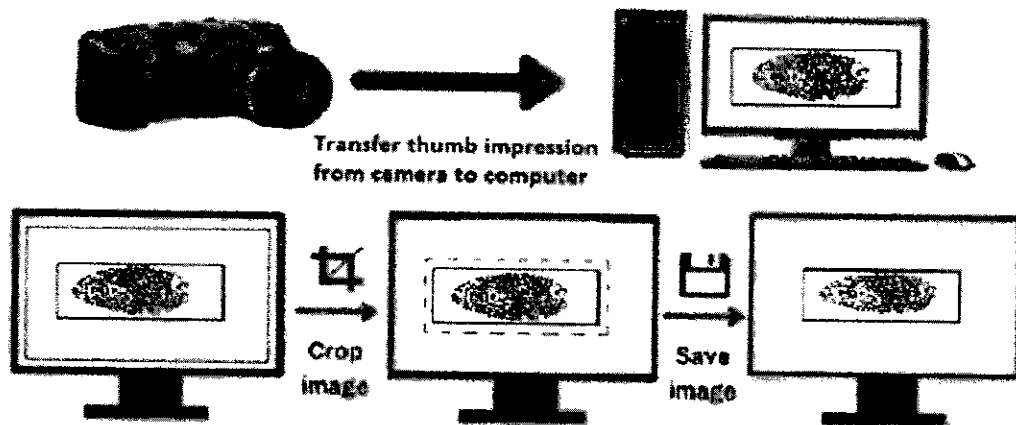 Transfer thumb impression
from camera to computer
Crop
image
Save
image